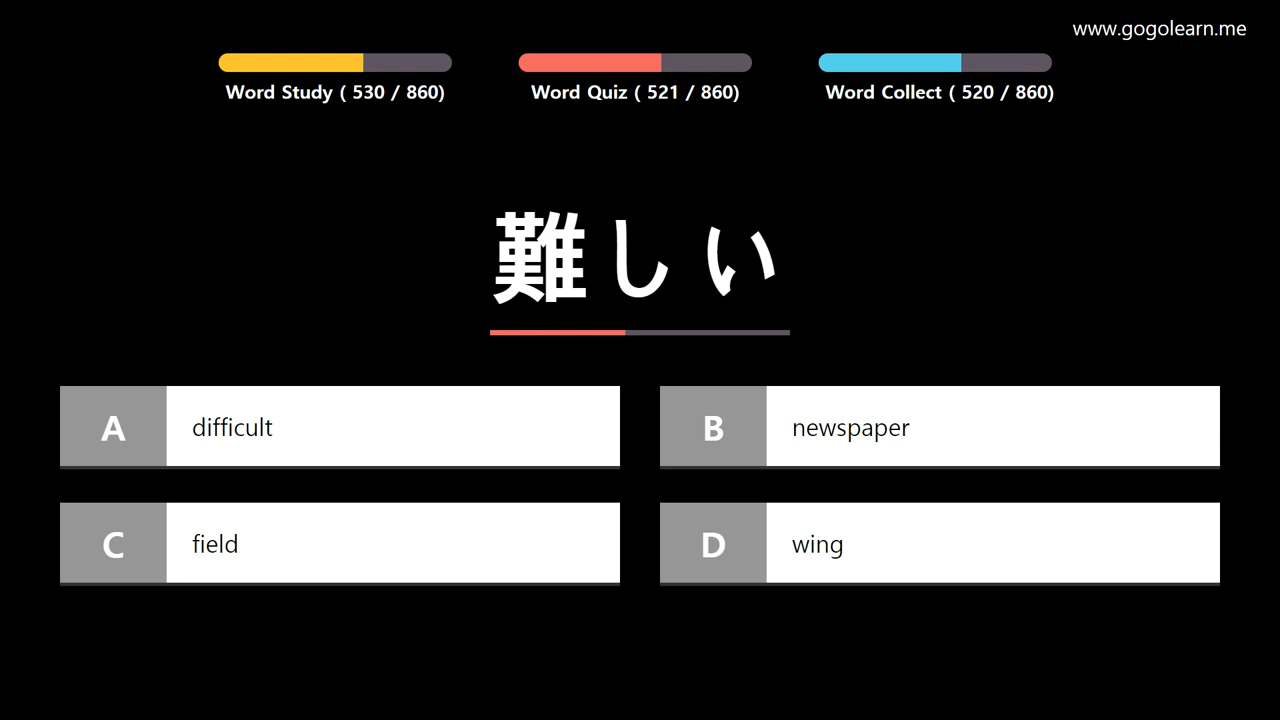 www.gogolearn.me
Word Study ( 530 / 860)
Word Quiz ( 521 / 860)
Word Collect ( 520 / 860)
難しい
A difficult
B newspaper
C field
D wing